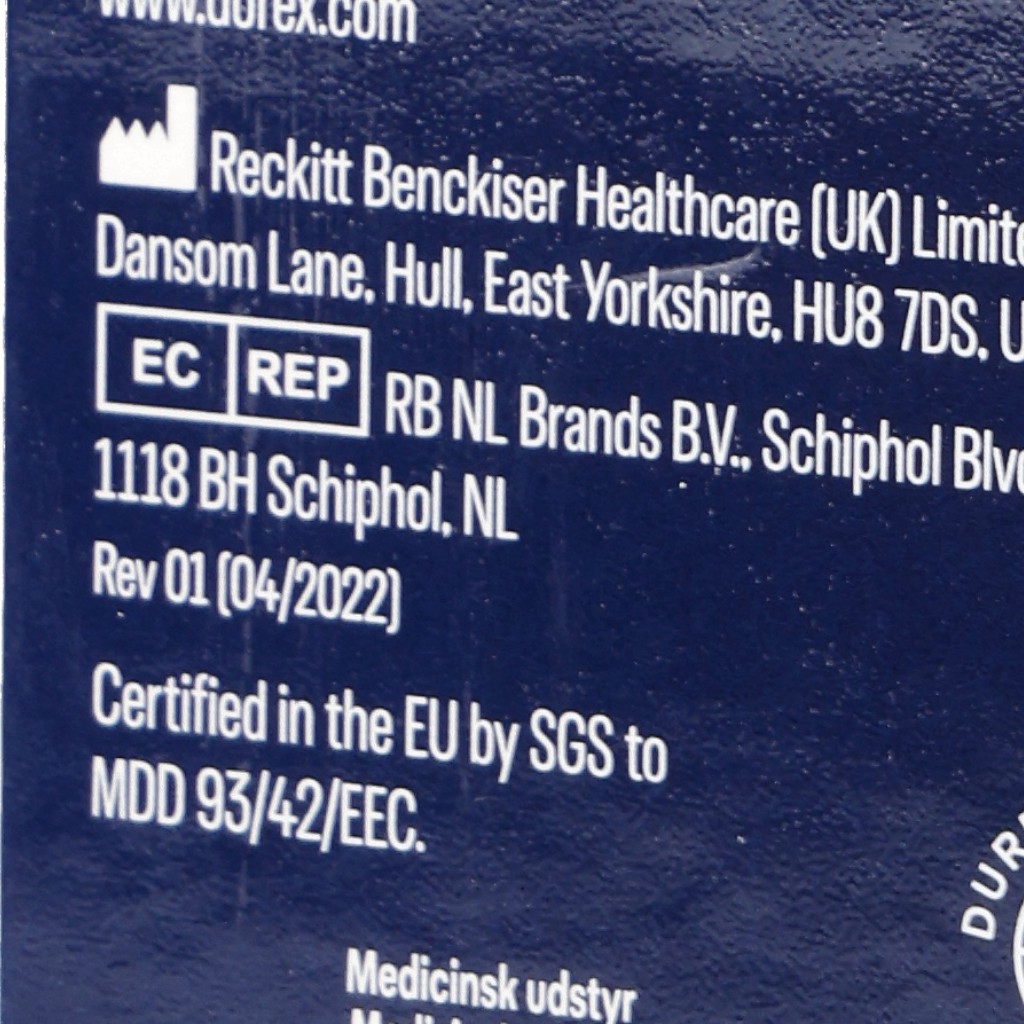 www.durex.com
Reckitt Benckiser Healthcare (UK)
Dansom Lane, Hull, East Yorkshire, HU8 7DS,
EC REP RB NL Brands B.V., Schiphol
1118 BH Schiphol, NL
Rev 01 (04/2022)
Certified in the EU by SGS to
MDD 93/42/EEC.
Medicinsk udstyr